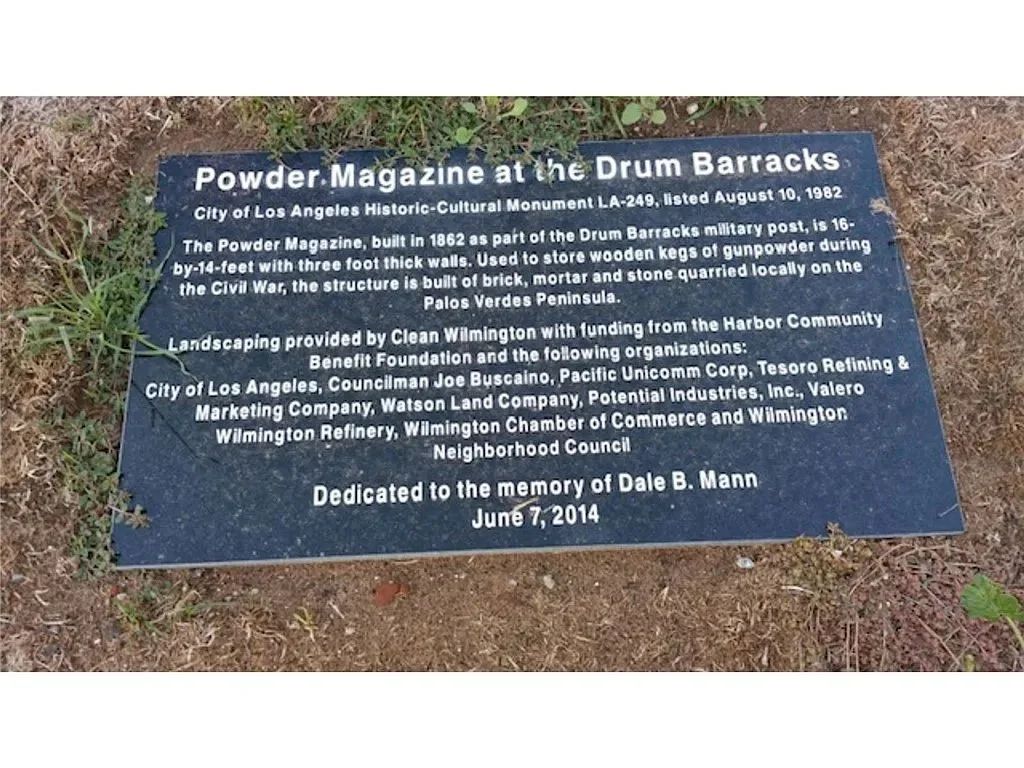 Powder Magazine at the Drum Barracks
City of Los Angeles Historic-Cultural Monument LA-249, listed August 10, 1982
The Powder Magazine, built in 1862 as part of the Drum Barracks military post, is 16-
by-14-feet with three foot thick walls. Used to store wooden kegs of gunpowder during
the Civil War, the structure is built of brick, mortar and stone quarried locally on the
Palos Verdes Peninsula.
Landscaping provided by Clean Wilmington with funding from the Harbor Community
Benefit Foundation and the following organizations:
City of Los Angeles, Councilman Joe Buscaino, Pacific Unicomm Corp, Tesoro Refining &
Marketing Company, Watson Land Company, Potential Industries, Inc., Valero
Wilmington Refinery, Wilmington Chamber of Commerce and Wilmington
Neighborhood Council
Dedicated to the memory of Dale B. Mann
June 7, 2014